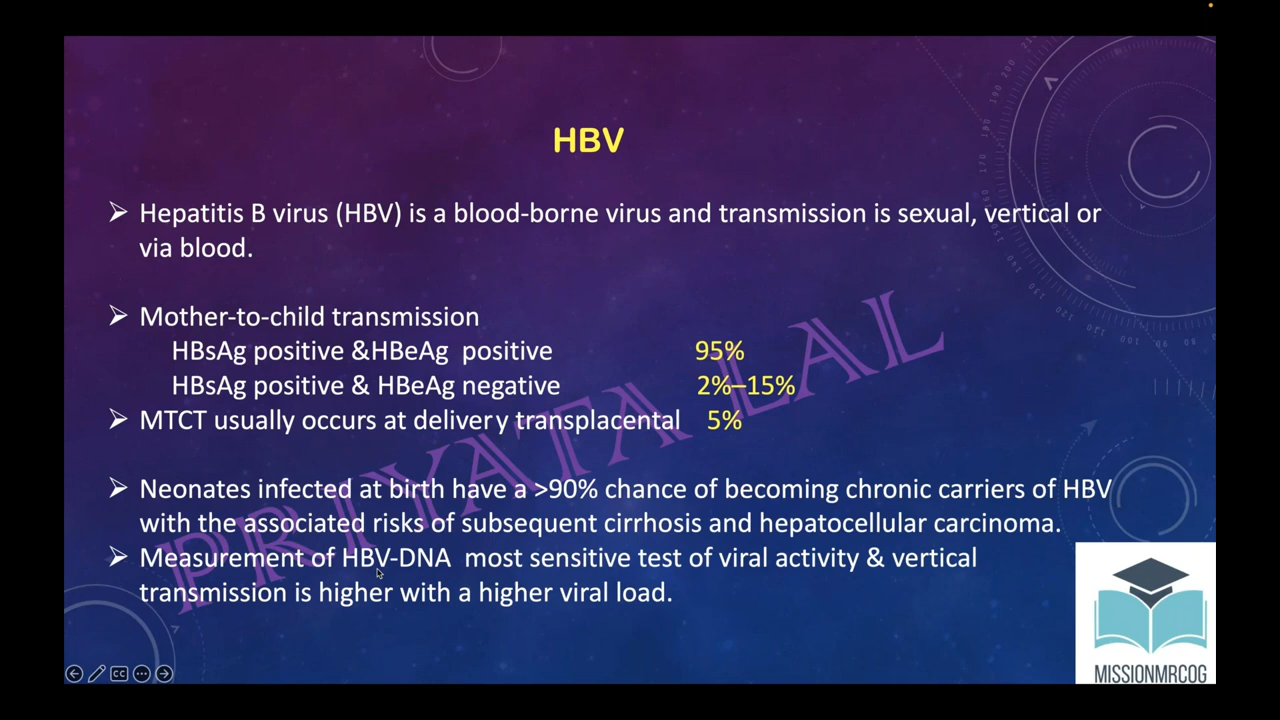 HBV
➢ Hepatitis B virus (HBV) is a blood-borne virus and transmission is sexual, vertical or
via blood.
➢ Mother-to-child transmission
HBsAg positive &HBeAg positive 95%
HBsAg positive & HBeAg negative 2%–15%
➢ MTCT usually occurs at delivery transplacental 5%
➢ Neonates infected at birth have a >90% chance of becoming chronic carriers of HBV
with the associated risks of subsequent cirrhosis and hepatocellular carcinoma.
➢ Measurement of HBV-DNA most sensitive test of viral activity & vertical
transmission is higher with a higher viral load.
PRIYATA LAL
MISSIONMRCOG
CC